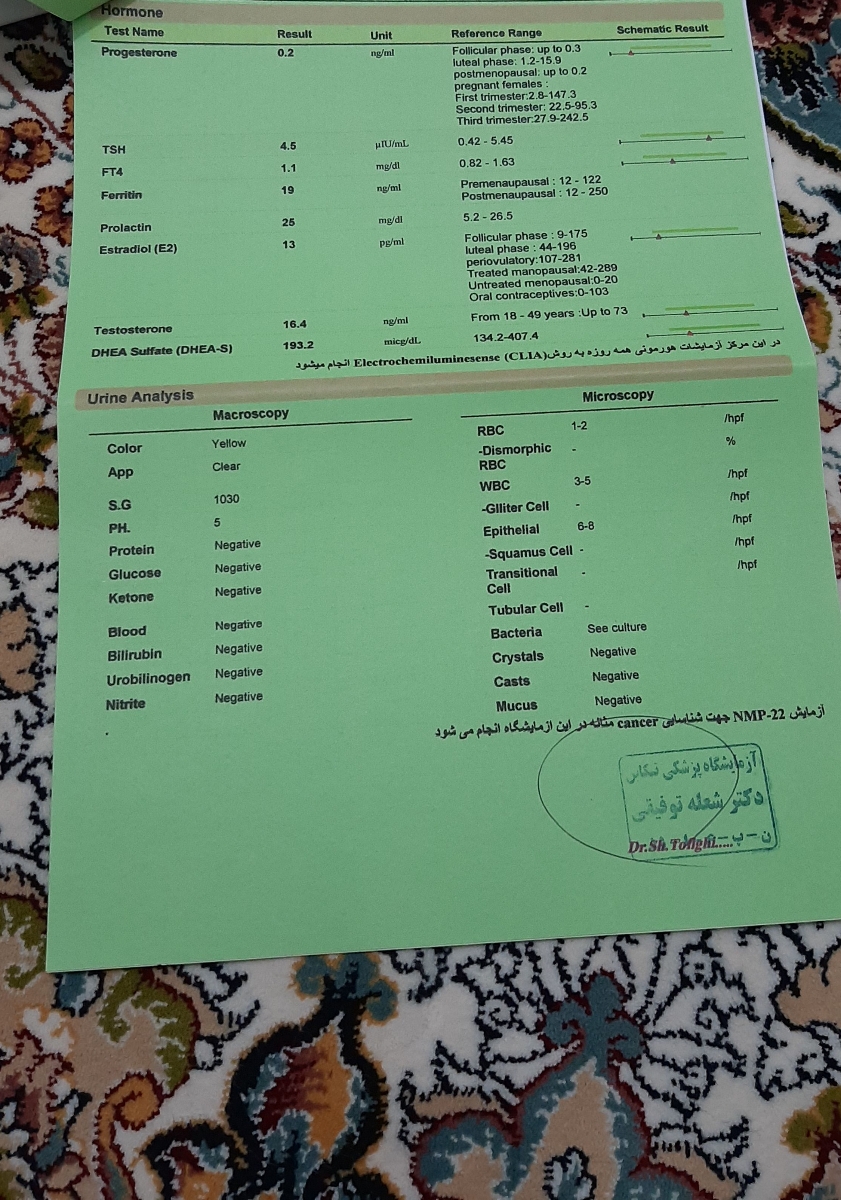 Hormone
Test Name Result Unit Reference Range Schematic Result
Progesterone 0.2 ng/ml Follicular phase: up to 0.3
luteal phase: 1.2-15.9
postmenopausal: up to 0.2
pregnant females :
First trimester:2.8-147.3
Second trimester: 22.5-95.3
Third trimester:27.9-242.5
TSH 4.5 µIU/mL 0.42 - 5.45
FT4 1.1 mg/dl 0.82 - 1.63
Ferritin 19 ng/ml Premenaupausal : 12 - 122
Postmenaupausal : 12 - 250
Prolactin 25 mg/dl 5.2 - 26.5
Estradiol (E2) 13 pg/ml Follicular phase : 9-175
luteal phase : 44-196
periovulatory:107-281
Treated manopausal:42-289
Untreated menopausal:0-20
Oral contraceptives:0-103
Testosterone 16.4 ng/ml From 18 - 49 years :Up to 73
DHEA Sulfate (DHEA-S) 193.2 micg/dL 134.2-407.4
در این مرکز آزمایشات هورمونی همه روزه به روش Electrochemiluminesense (CLIA) انجام میشود
Urine Analysis
Macroscopy
Color Yellow
App Clear
S.G 1030
PH. 5
Protein Negative
Glucose Negative
Ketone Negative
Blood Negative
Bilirubin Negative
Urobilinogen Negative
Nitrite Negative
.
Microscopy
RBC 1-2 /hpf
-Dismorphic - %
RBC
WBC 3-5 /hpf
-Glliter Cell - /hpf
Epithelial 6-8 /hpf
-Squamus Cell - /hpf
Transitional - /hpf
Cell
Tubular Cell -
Bacteria See culture
Crystals Negative
Casts Negative
Mucus Negative
آزمایش NMP-22 جهت شناسایی cancer مثانه در این آزمایشگاه انجام می شود
آزمایشگاه پزشکی
دکتر شعله توفیقی
Dr.Sh.Tofighi.....